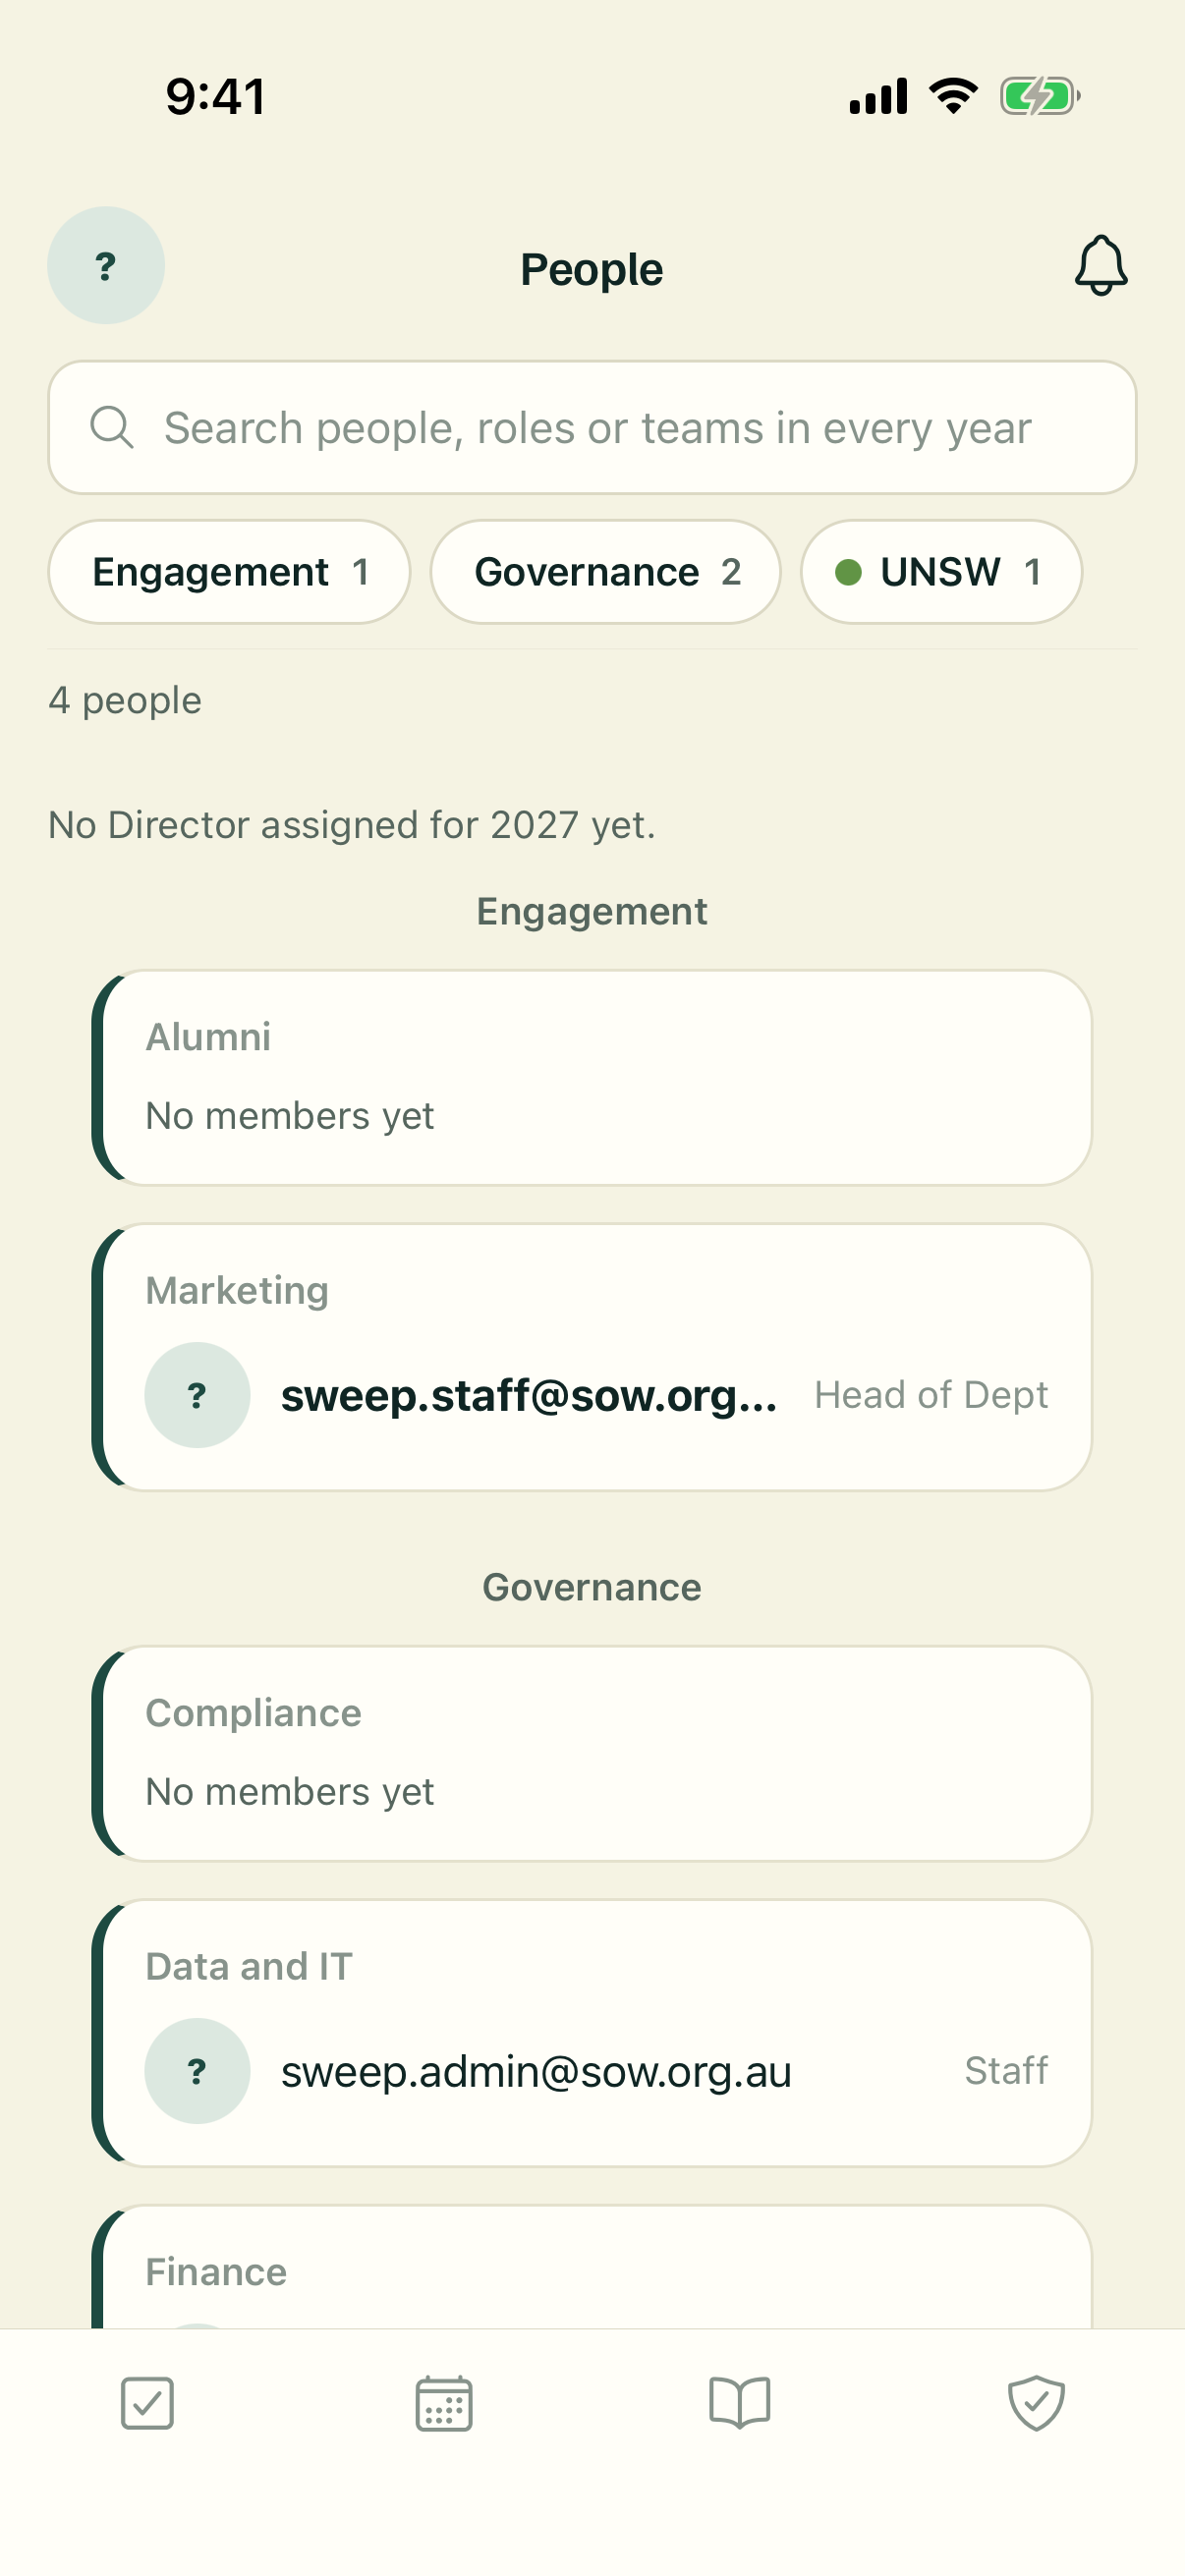 9:41
?
People
Search people, roles or teams in every year
Engagement 1
Governance 2
UNSW 1
4 people
No Director assigned for 2027 yet.
Engagement
Alumni
No members yet
Marketing
?
sweep.staff@sow.org...
Head of Dept
Governance
Compliance
No members yet
Data and IT
?
sweep.admin@sow.org.au
Staff
Finance